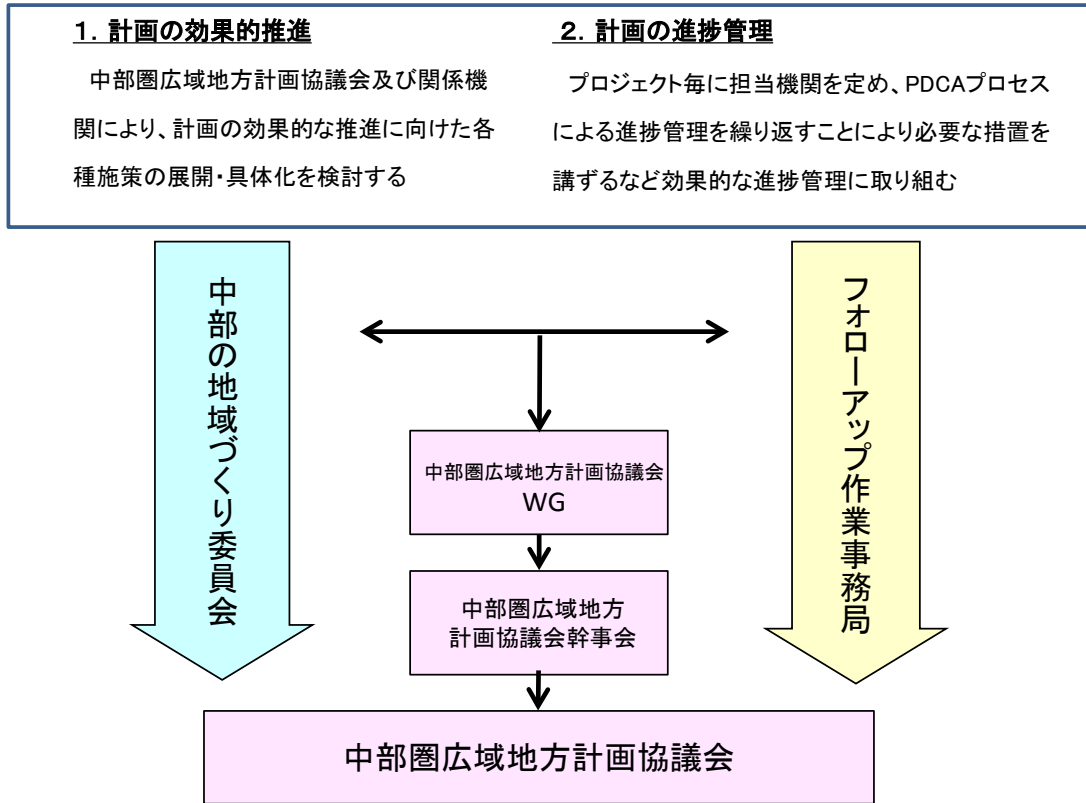 1．計画の効果的推進
中部圏広域地方計画協議会及び関係機
関により、計画の効果的な推進に向けた各
種施策の展開・具体化を検討する
2．計画の進捗管理
プロジェクト毎に担当機関を定め、PDCAプロセス
による進捗管理を繰り返すことにより必要な措置を
講ずるなど効果的な進捗管理に取り組む
中部の地域づくり委員会
フォローアップ作業事務局
中部圏広域地方計画協議会
WG
中部圏広域地方
計画協議会幹事会
中部圏広域地方計画協議会